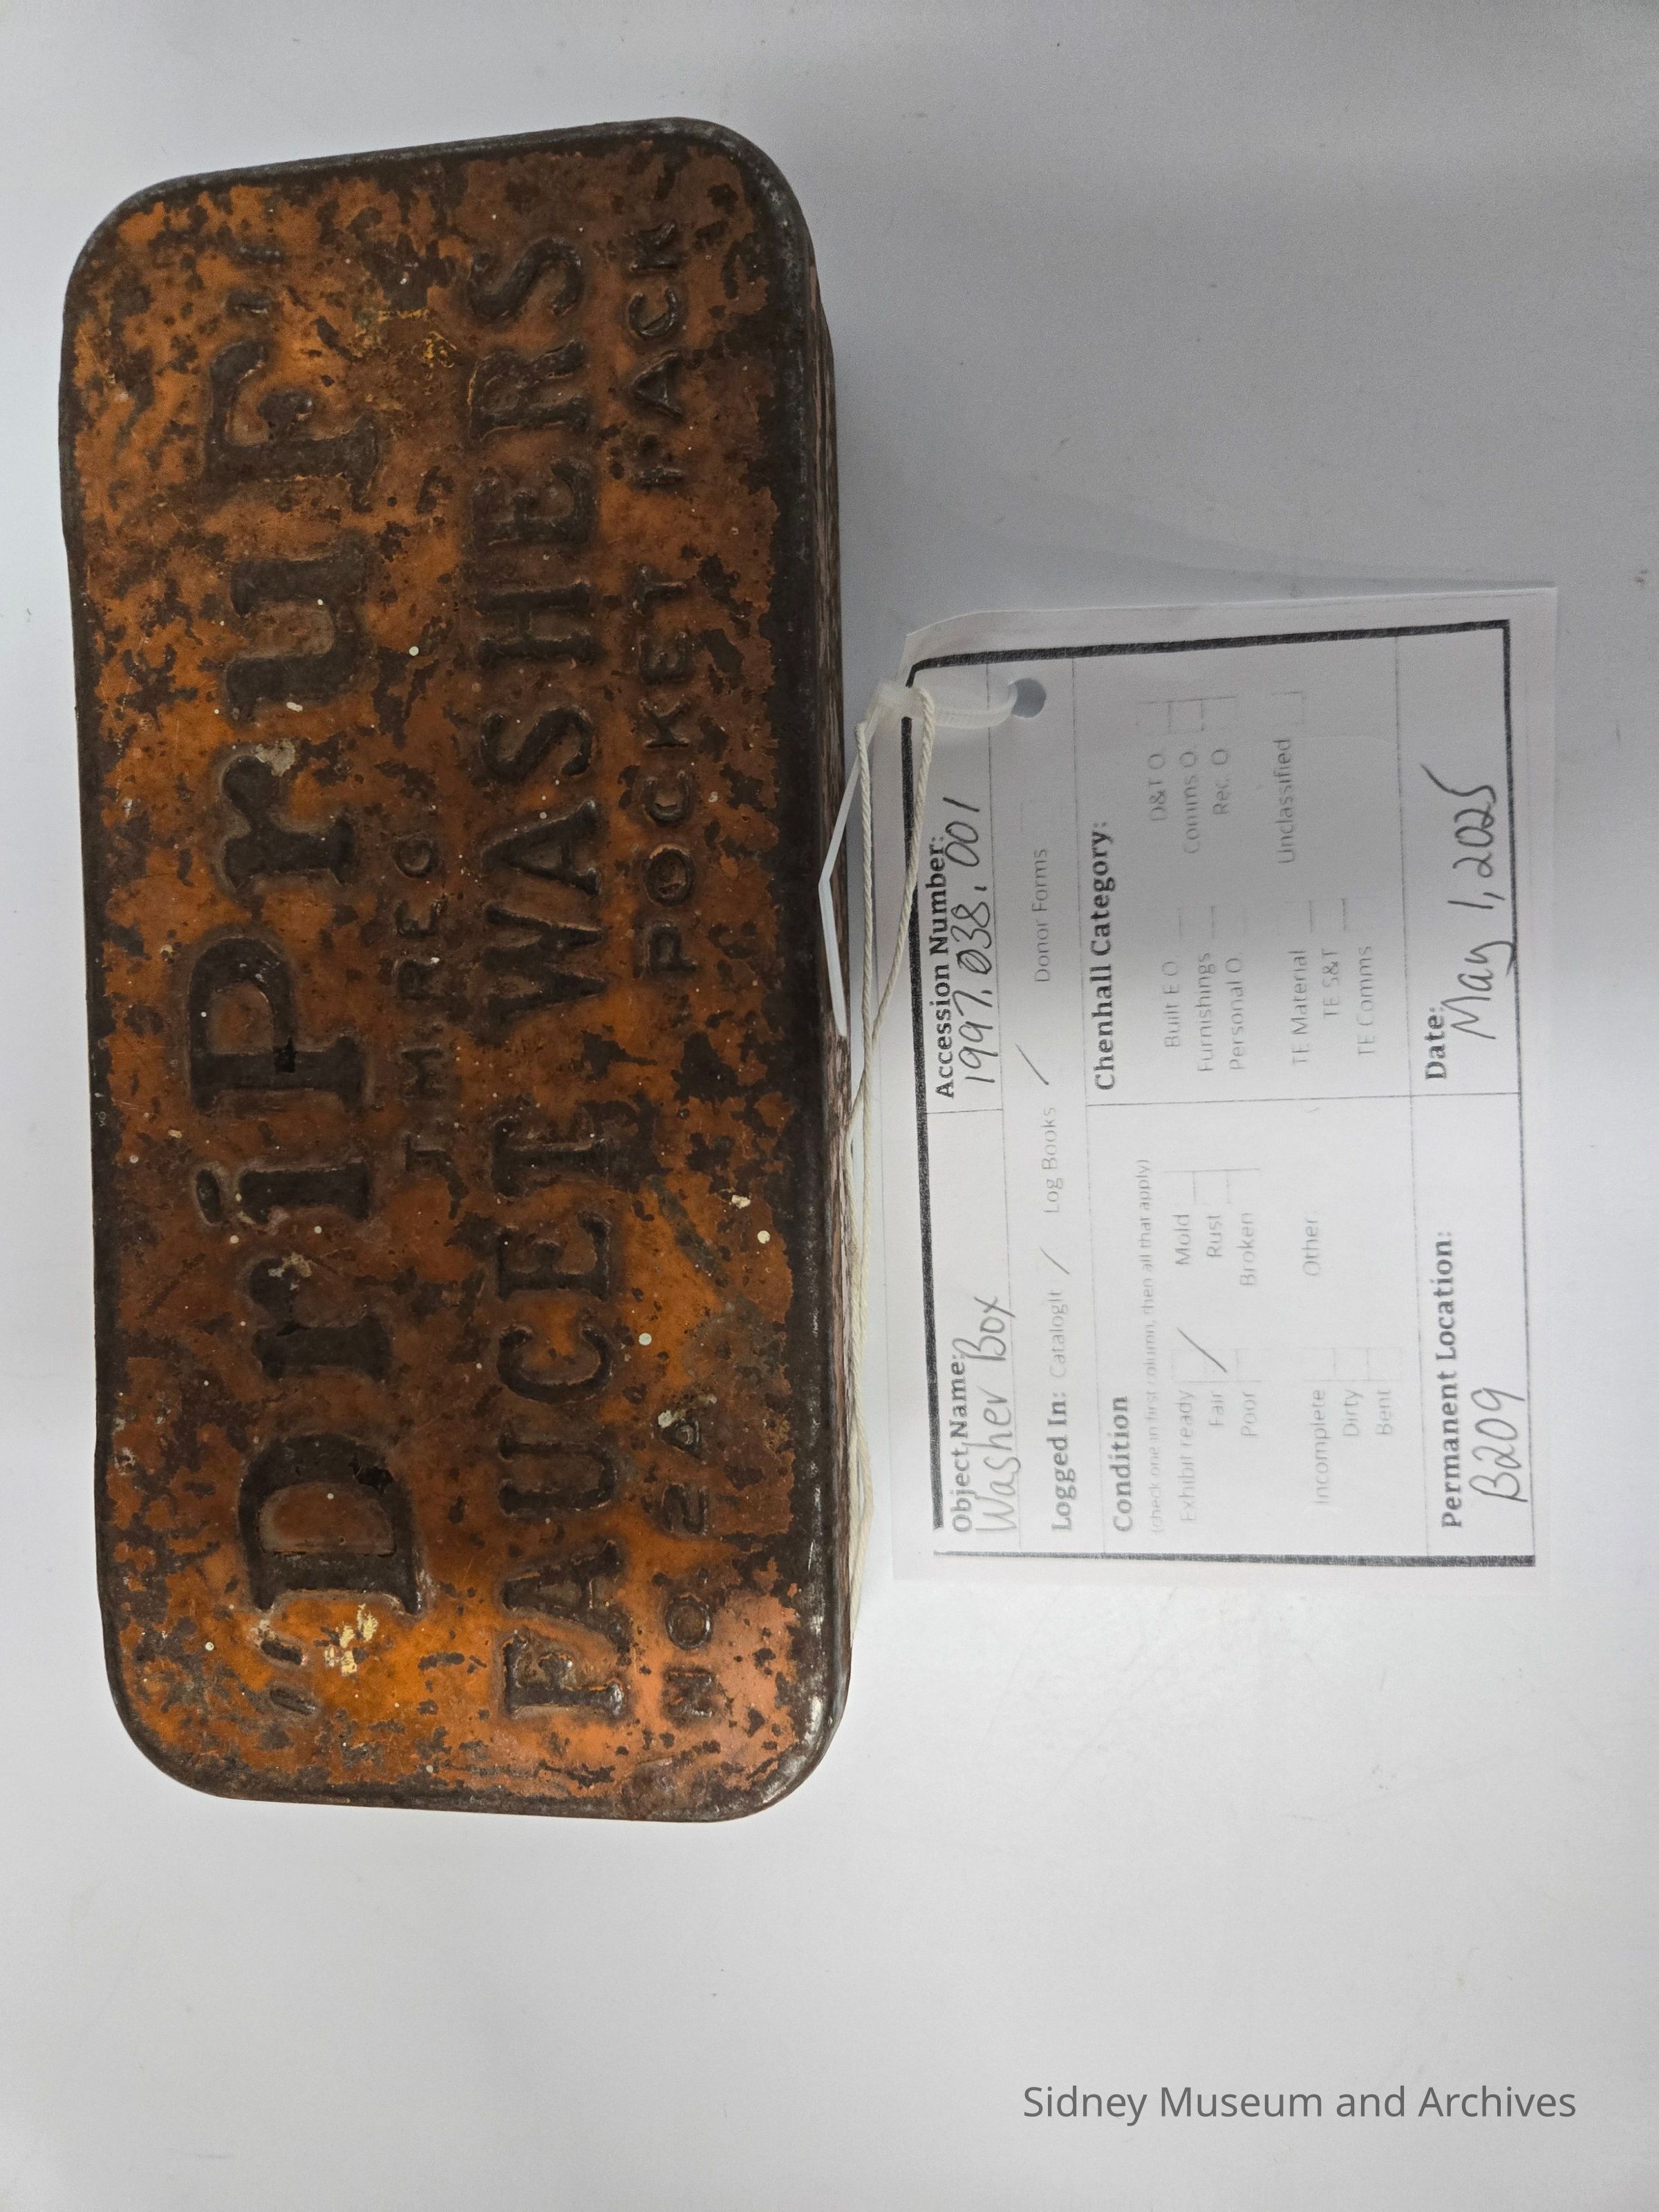 "DriPruF"
T.M.REG.
FAUCET WASHERS
NO 2A POCKET PACK
Object Name:
Washer Box
Accession Number:
1997.038.001
Logged In: CatalogIt / Log Books / Donor Forms
Condition
(check one in first column, then all that apply)
Exhibit ready
Fair /
Poor
Mold
Rust
Broken
Incomplete
Dirty
Bent
Other
Chenhall Category:
Built E O.
Furnishings
Personal O.
D&T O.
Comms O.
Rec. O
TE Material
TE S&T
TE Comms
Unclassified
Permanent Location:
B209
Date:
May 1, 2025
Sidney Museum and Archives